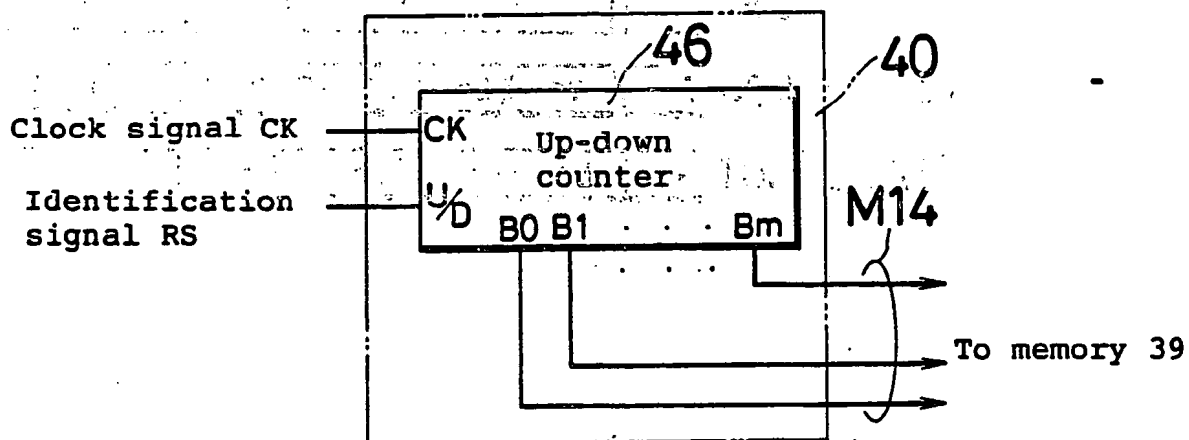 46
40
Clock signal CK
CK
Up-down
counter
Identification
signal RS
U/D
B0 B1 . . . Bm
M14
To memory 39